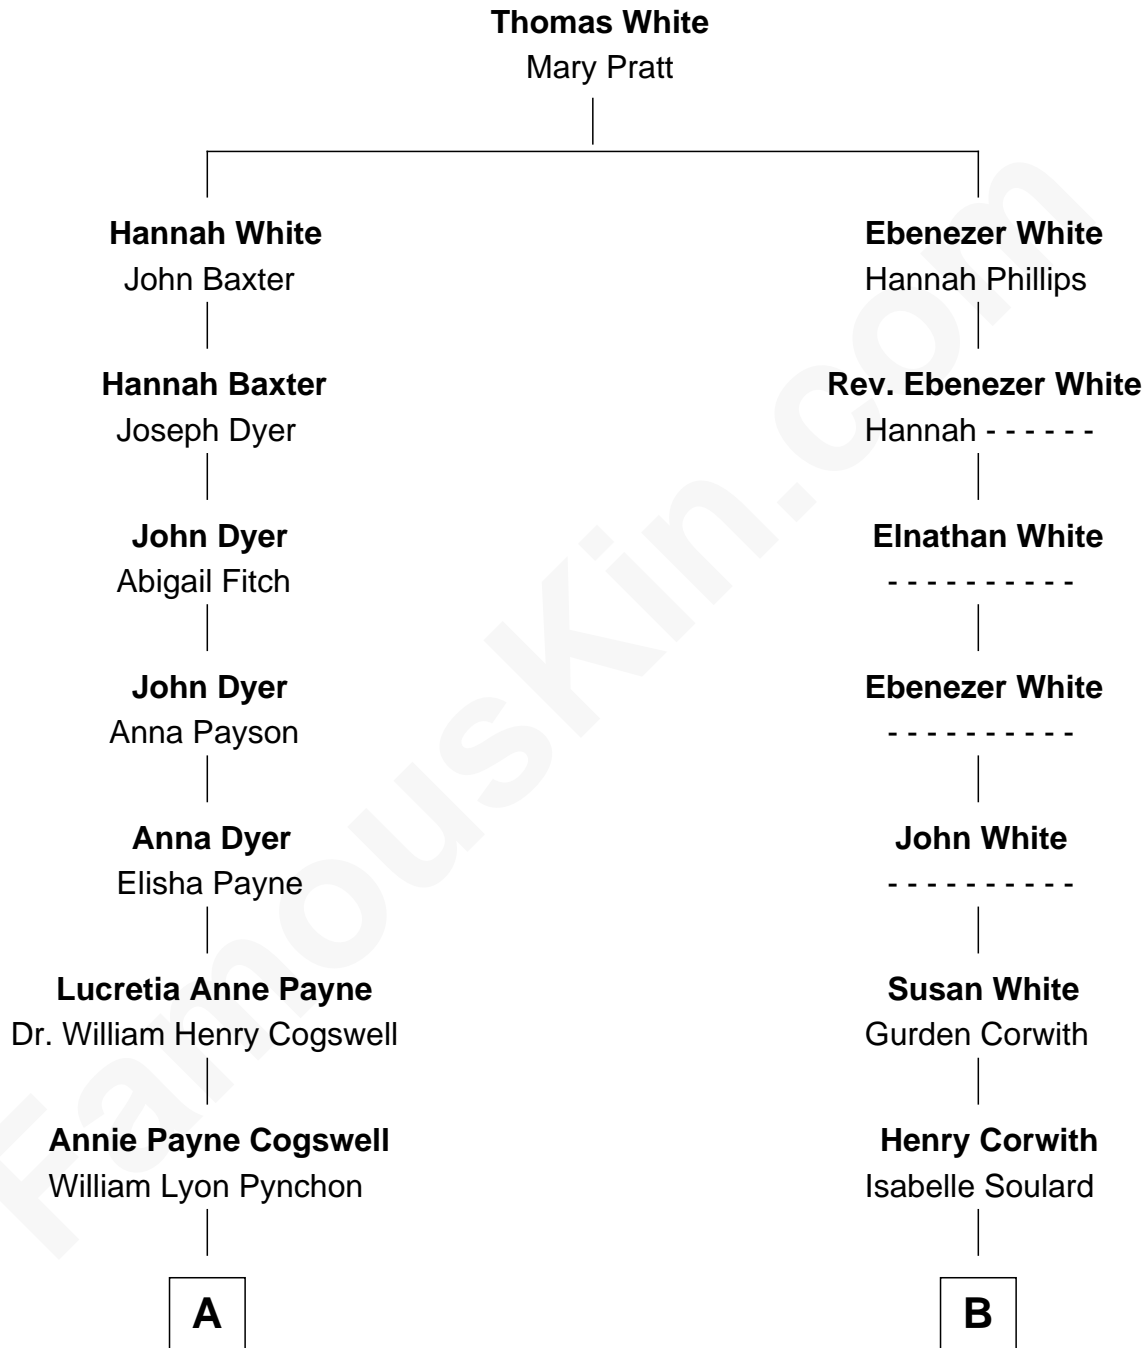 Thomas White
Mary Pratt
Hannah White
John Baxter
Hannah Baxter
Joseph Dyer
John Dyer
Abigail Fitch
John Dyer
Anna Payson
Anna Dyer
Elisha Payne
Lucretia Anne Payne
Dr. William Henry Cogswell
Annie Payne Cogswell
William Lyon Pynchon
A
Ebenezer White
Hannah Phillips
Rev. Ebenezer White
Hannah - - - - - -
Elnathan White
- - - - - - - - - -
Ebenezer White
- - - - - - - - - -
John White
- - - - - - - - - -
Susan White
Gurden Corwith
Henry Corwith
Isabelle Soulard
B
FamousKin.com